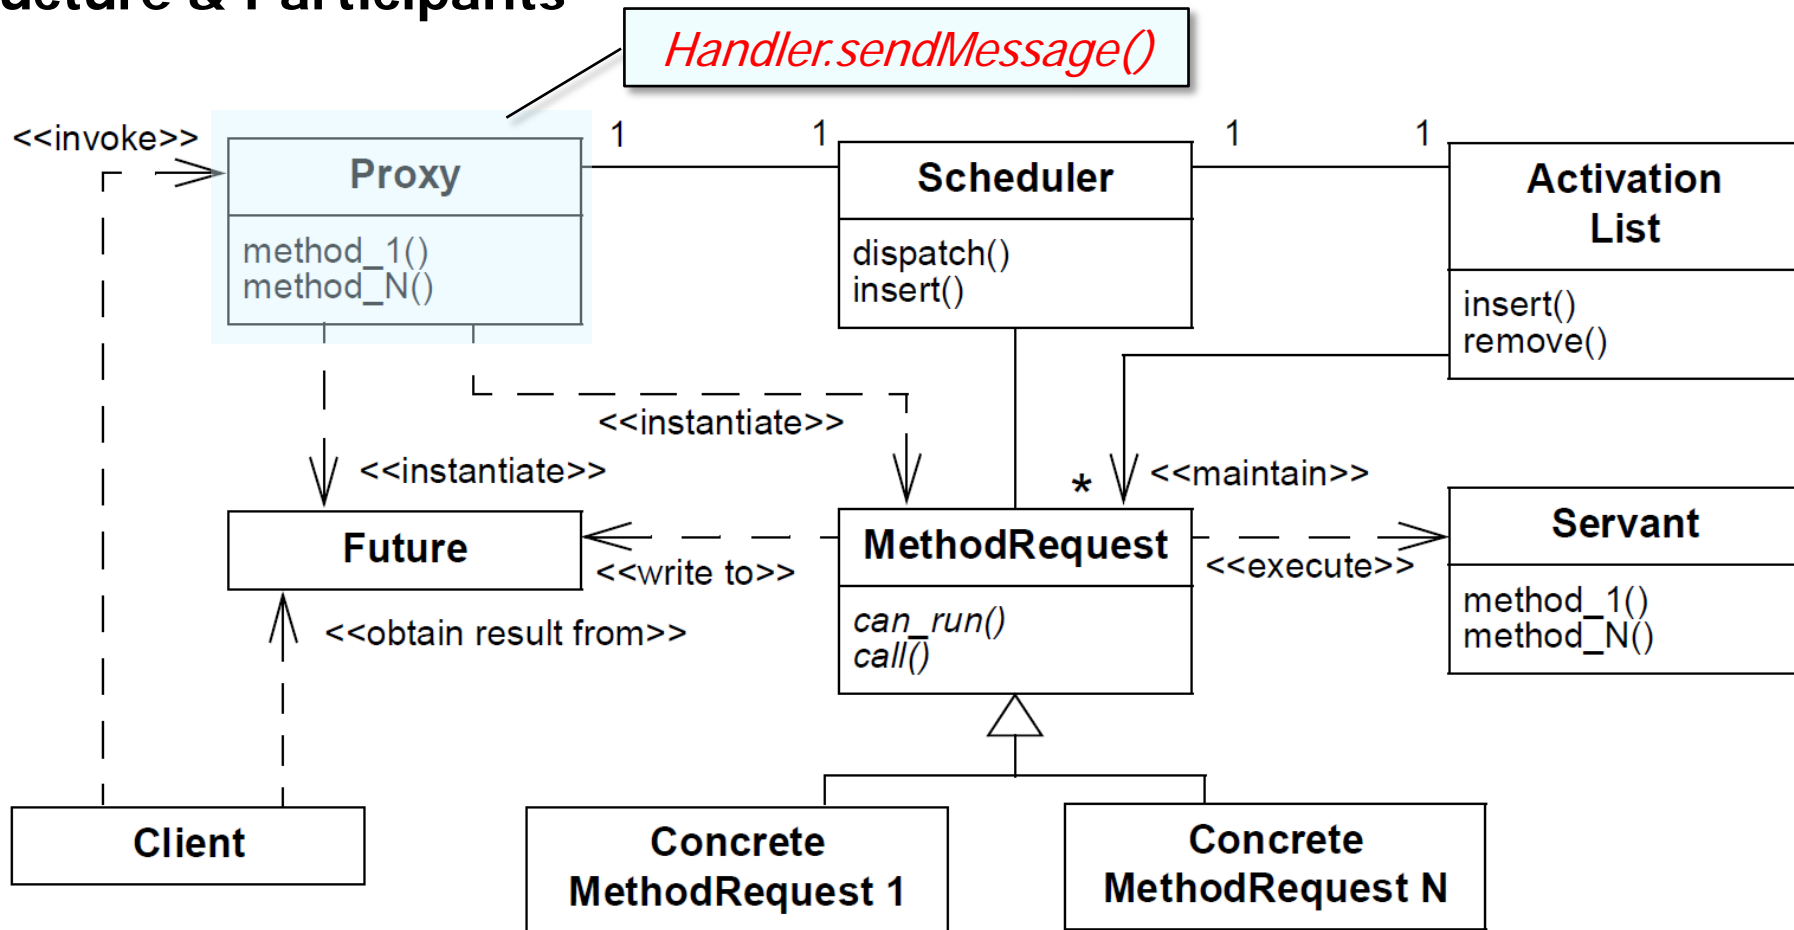 ucture & Participants
Handler.sendMessage()
<<invoke>>
1
1
1
1
Proxy
method_1()
method_N()
Scheduler
dispatch()
insert()
Activation
List
insert()
remove()
<<instantiate>>
<<instantiate>>
*
<<maintain>>
Future
<<write to>>
MethodRequest
can_run()
call()
<<execute>>
Servant
method_1()
method_N()
<<obtain result from>>
Client
Concrete
MethodRequest 1
Concrete
MethodRequest N